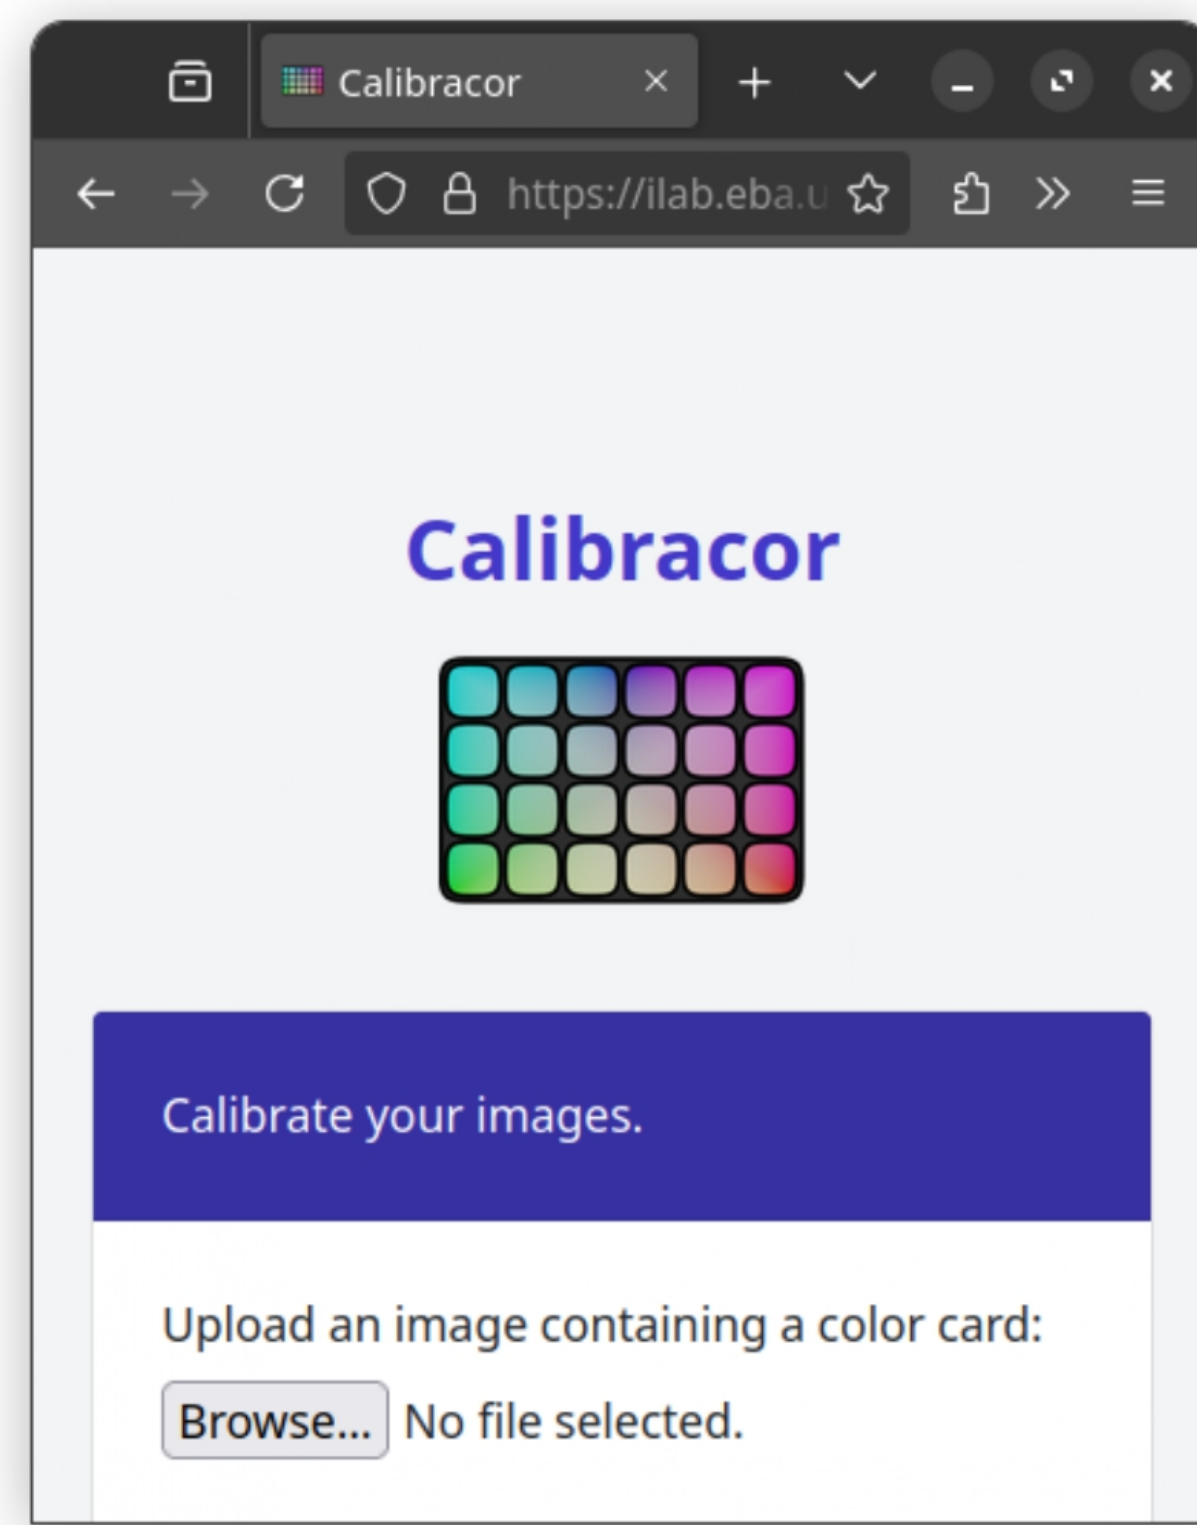 Calibracor
https://ilab.eba.u
Calibracor
Calibrate your images.
Upload an image containing a color card:
Browse... No file selected.